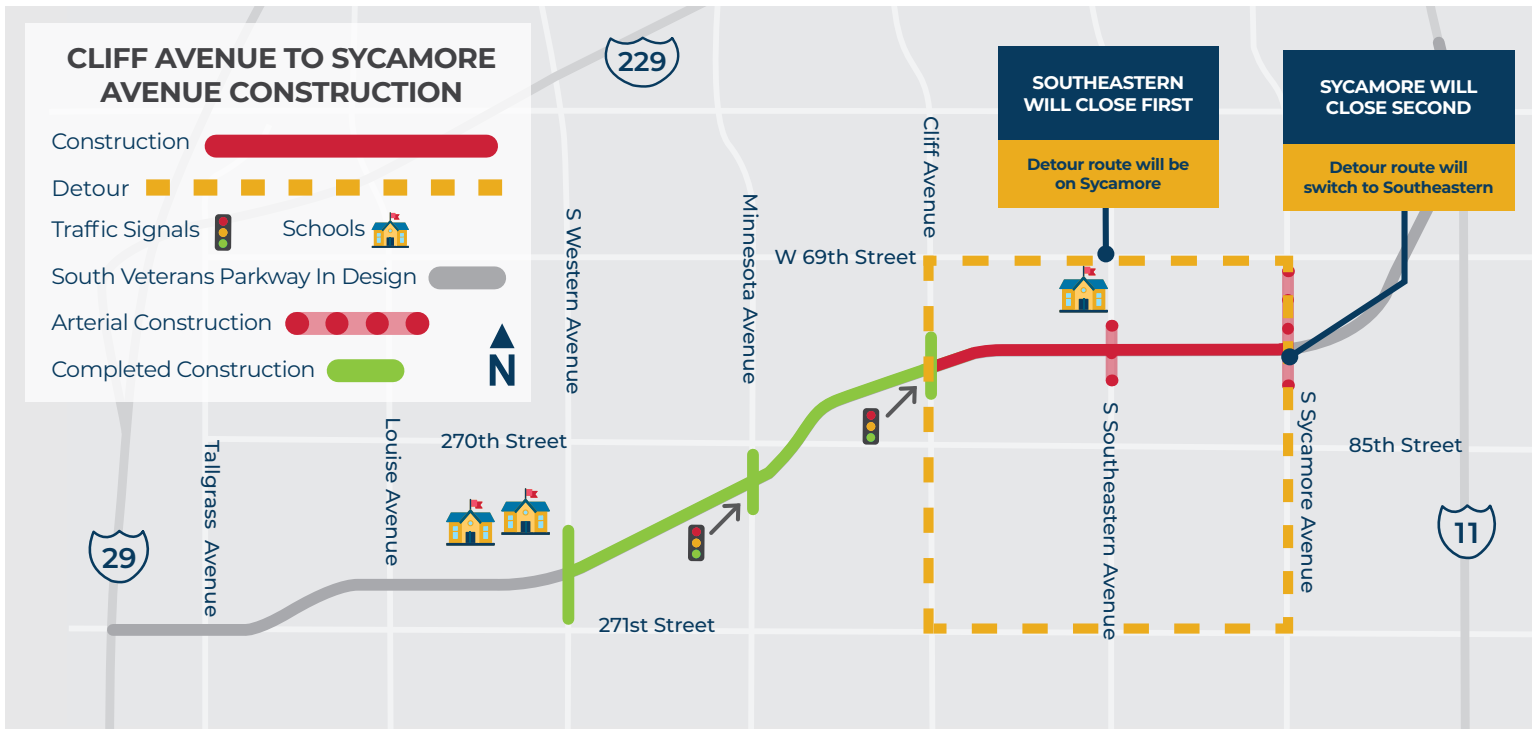 CLIFF AVENUE TO SYCAMORE
AVENUE CONSTRUCTION
Construction
Detour
Traffic Signals
Schools
South Veterans Parkway In Design
Arterial Construction
Completed Construction
N
229
SOUTHEASTERN
WILL CLOSE FIRST
Detour route will be
on Sycamore
SYCAMORE WILL
CLOSE SECOND
Detour route will
switch to Southeastern
Cliff Avenue
Minnesota Avenue
S Western Avenue
W 69th Street
Louise Avenue
270th Street
Tallgrass Avenue
S Southeastern Avenue
S Sycamore Avenue
85th Street
29
11
271st Street